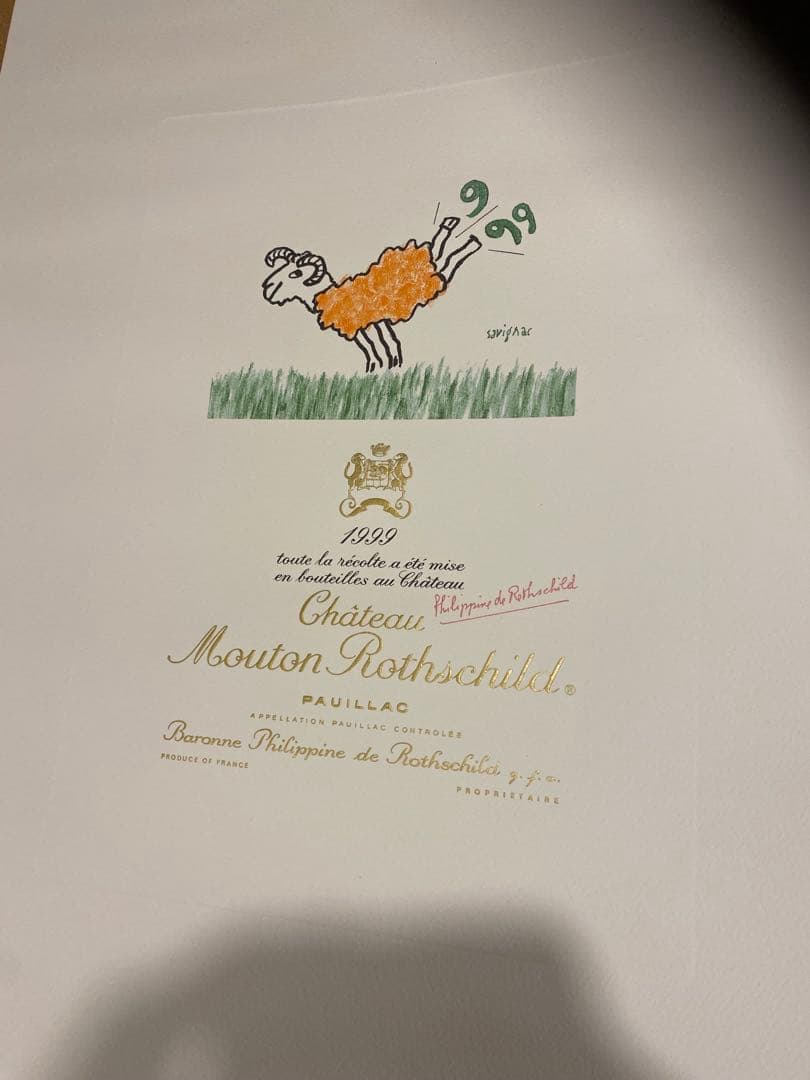 9
99
savignac
1999
toute la récolte a été mise
en bouteilles au Château
Philippine de Rothschild
Château
Mouton Rothschild®
PAUILLAC
APPELLATION PAUILLAC CONTROLÉE
Baronne Philippine de Rothschild g.f.a.
PRODUCE OF FRANCE
PROPRIETAIRE